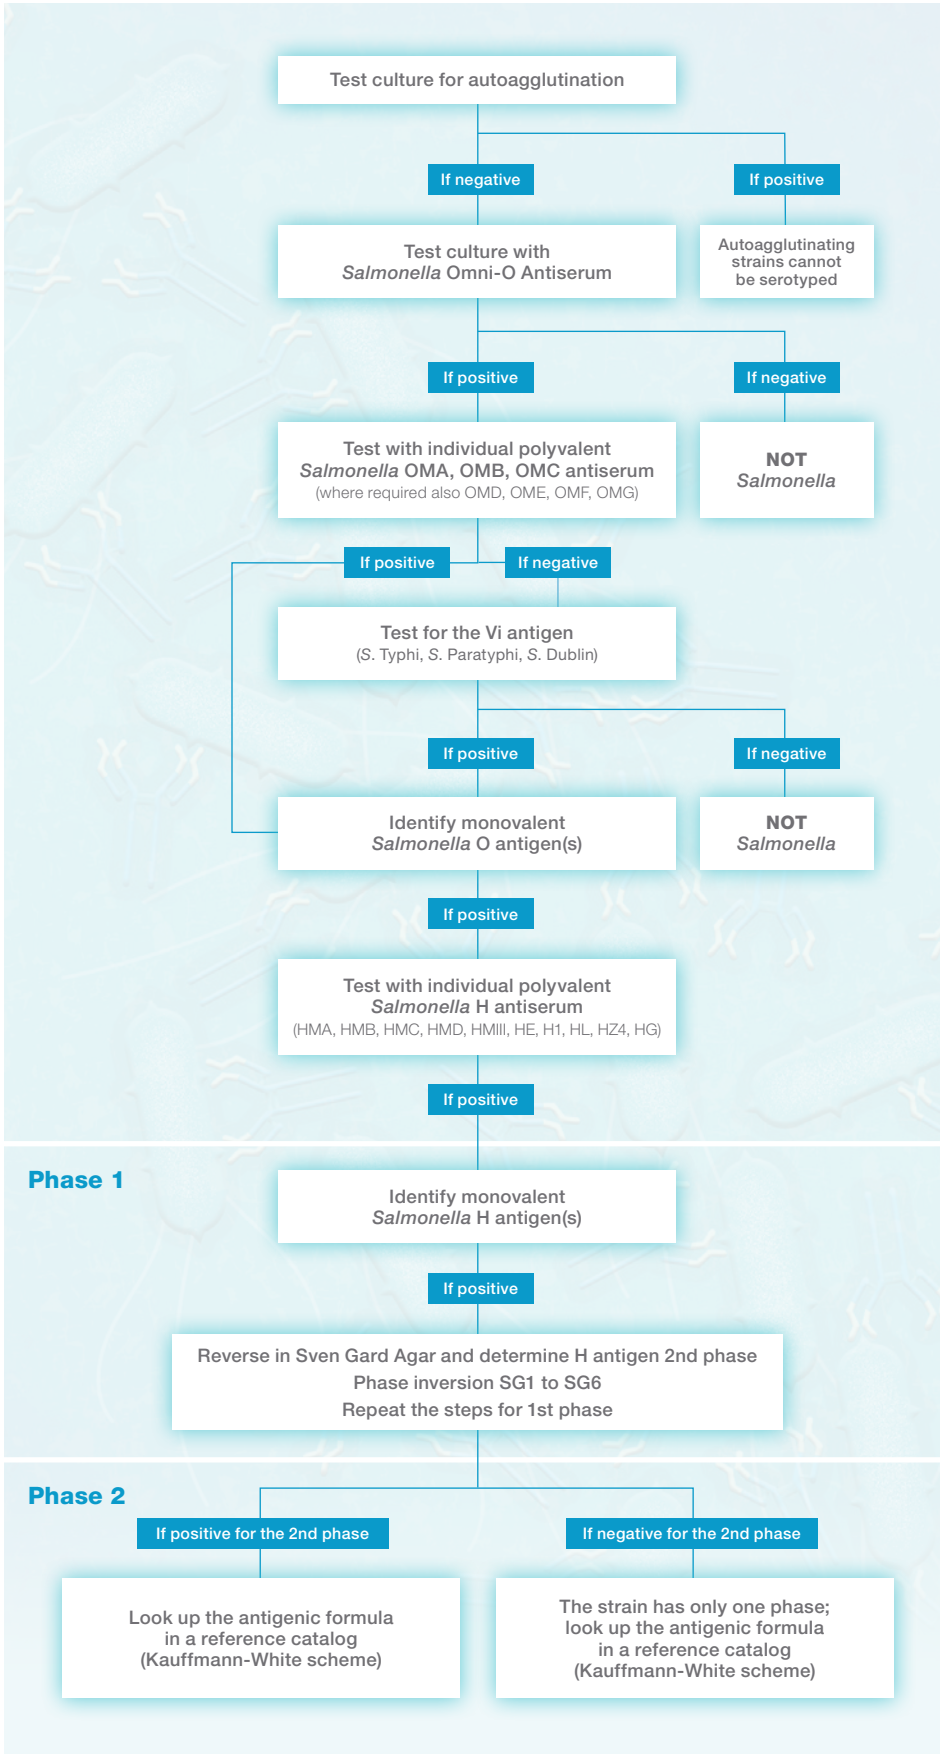 Test culture for autoagglutination
If negative
If positive
Test culture with
Salmonella Omni-O Antiserum
Autoagglutinating
strains cannot
be serotyped
If positive
If negative
Test with individual polyvalent
Salmonella OMA, OMB, OMC antiserum
(where required also OMD, OME, OMF, OMG)
NOT
Salmonella
If positive
If negative
Test for the Vi antigen
(S. Typhi, S. Paratyphi, S. Dublin)
If positive
If negative
Identify monovalent
Salmonella O antigen(s)
NOT
Salmonella
If positive
Test with individual polyvalent
Salmonella H antiserum
(HMA, HMB, HMC, HMD, HMIII, HE, H1, HL, HZ4, HG)
If positive
Phase 1
Identify monovalent
Salmonella H antigen(s)
If positive
Reverse in Sven Gard Agar and determine H antigen 2nd phase
Phase inversion SG1 to SG6
Repeat the steps for 1st phase
Phase 2
If positive for the 2nd phase
If negative for the 2nd phase
Look up the antigenic formula
in a reference catalog
(Kauffmann-White scheme)
The strain has only one phase;
look up the antigenic formula
in a reference catalog
(Kauffmann-White scheme)